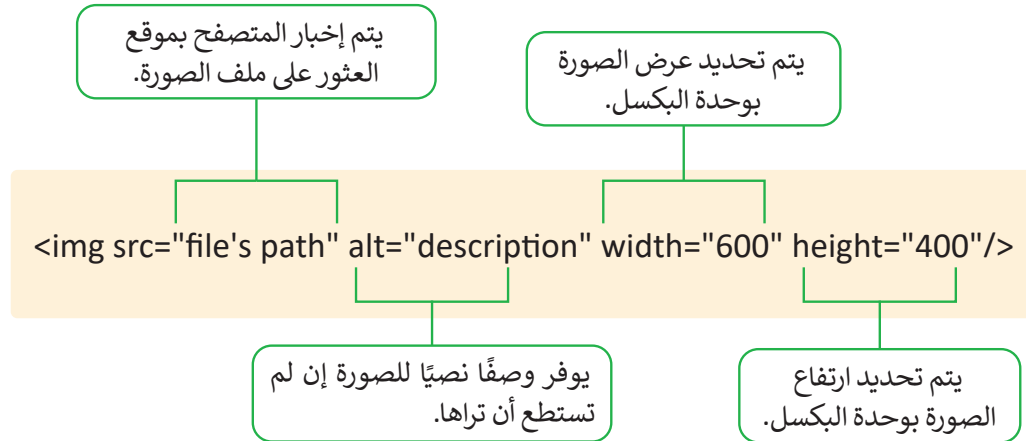 يتم إخبار المتصفح بموقع
العثور على ملف الصورة.
يتم تحديد عرض الصورة
بوحدة البكسل.
<img src="file's path" alt="description" width="600" height="400"/>
يوفر وصفًا نصيًا للصورة إن لم
تستطع أن تراها.
يتم تحديد ارتفاع
الصورة بوحدة البكسل.